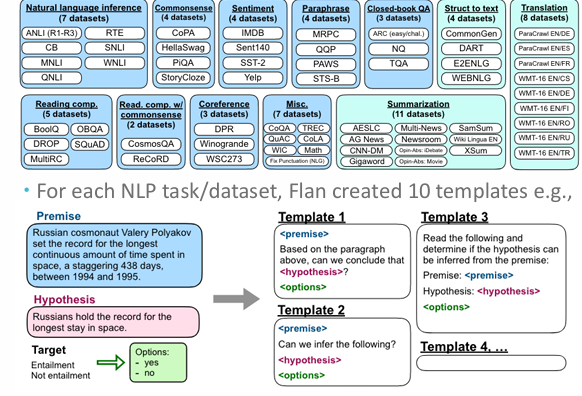 Natural language inference
(7 datasets)
ANLI (R1-R3)
RTE
CB
SNLI
MNLI
WNLI
QNLI
Commonsense
(4 datasets)
CoPA
HellaSwag
PiQA
StoryCloze
Sentiment
(4 datasets)
IMDB
Sent140
SST-2
Yelp
Paraphrase
(4 datasets)
MRPC
QQP
PAWS
STS-B
Closed-book QA
(3 datasets)
ARC (easy/chal.)
NQ
TQA
Struct to text
(4 datasets)
CommonGen
DART
E2ENLG
WEBNLG
Translation
(8 datasets)
ParaCrawl EN/DE
ParaCrawl EN/ES
ParaCrawl EN/FR
WMT-16 EN/CS
WMT-16 EN/DE
WMT-16 EN/FI
WMT-16 EN/RO
WMT-16 EN/RU
WMT-16 EN/TR
Reading comp.
(5 datasets)
BoolQ
OBQA
DROP
SQuAD
MultiRC
Read. comp. w/
commonsense
(2 datasets)
CosmosQA
ReCoRD
Coreference
(3 datasets)
DPR
Winogrande
WSC273
Misc.
(7 datasets)
CoQA
TREC
QuAC
CoLA
WIC
Math
Fix Punctuation (NLG)
Summarization
(11 datasets)
AESLC
Multi-News
SamSum
AG News
Newsroom
Wiki Lingua EN
CNN-DM
Opin-Abs: iDebate
XSum
Gigaword
Opin-Abs: Movie
• For each NLP task/dataset, Flan created 10 templates e.g.,
Premise
Russian cosmonaut Valery Polyakov
set the record for the longest
continuous amount of time spent in
space, a staggering 438 days,
between 1994 and 1995.
Hypothesis
Russians hold the record for the
longest stay in space.
Target
Entailment
Not entailment
Options:
- yes
- no
Template 1
<premise>
Based on the paragraph
above, can we conclude that
<hypothesis>?
<options>
Template 2
<premise>
Can we infer the following?
<hypothesis>
<options>
Template 3
Read the following and
determine if the hypothesis can
be inferred from the premise:
Premise: <premise>
Hypothesis: <hypothesis>
<options>
Template 4, …